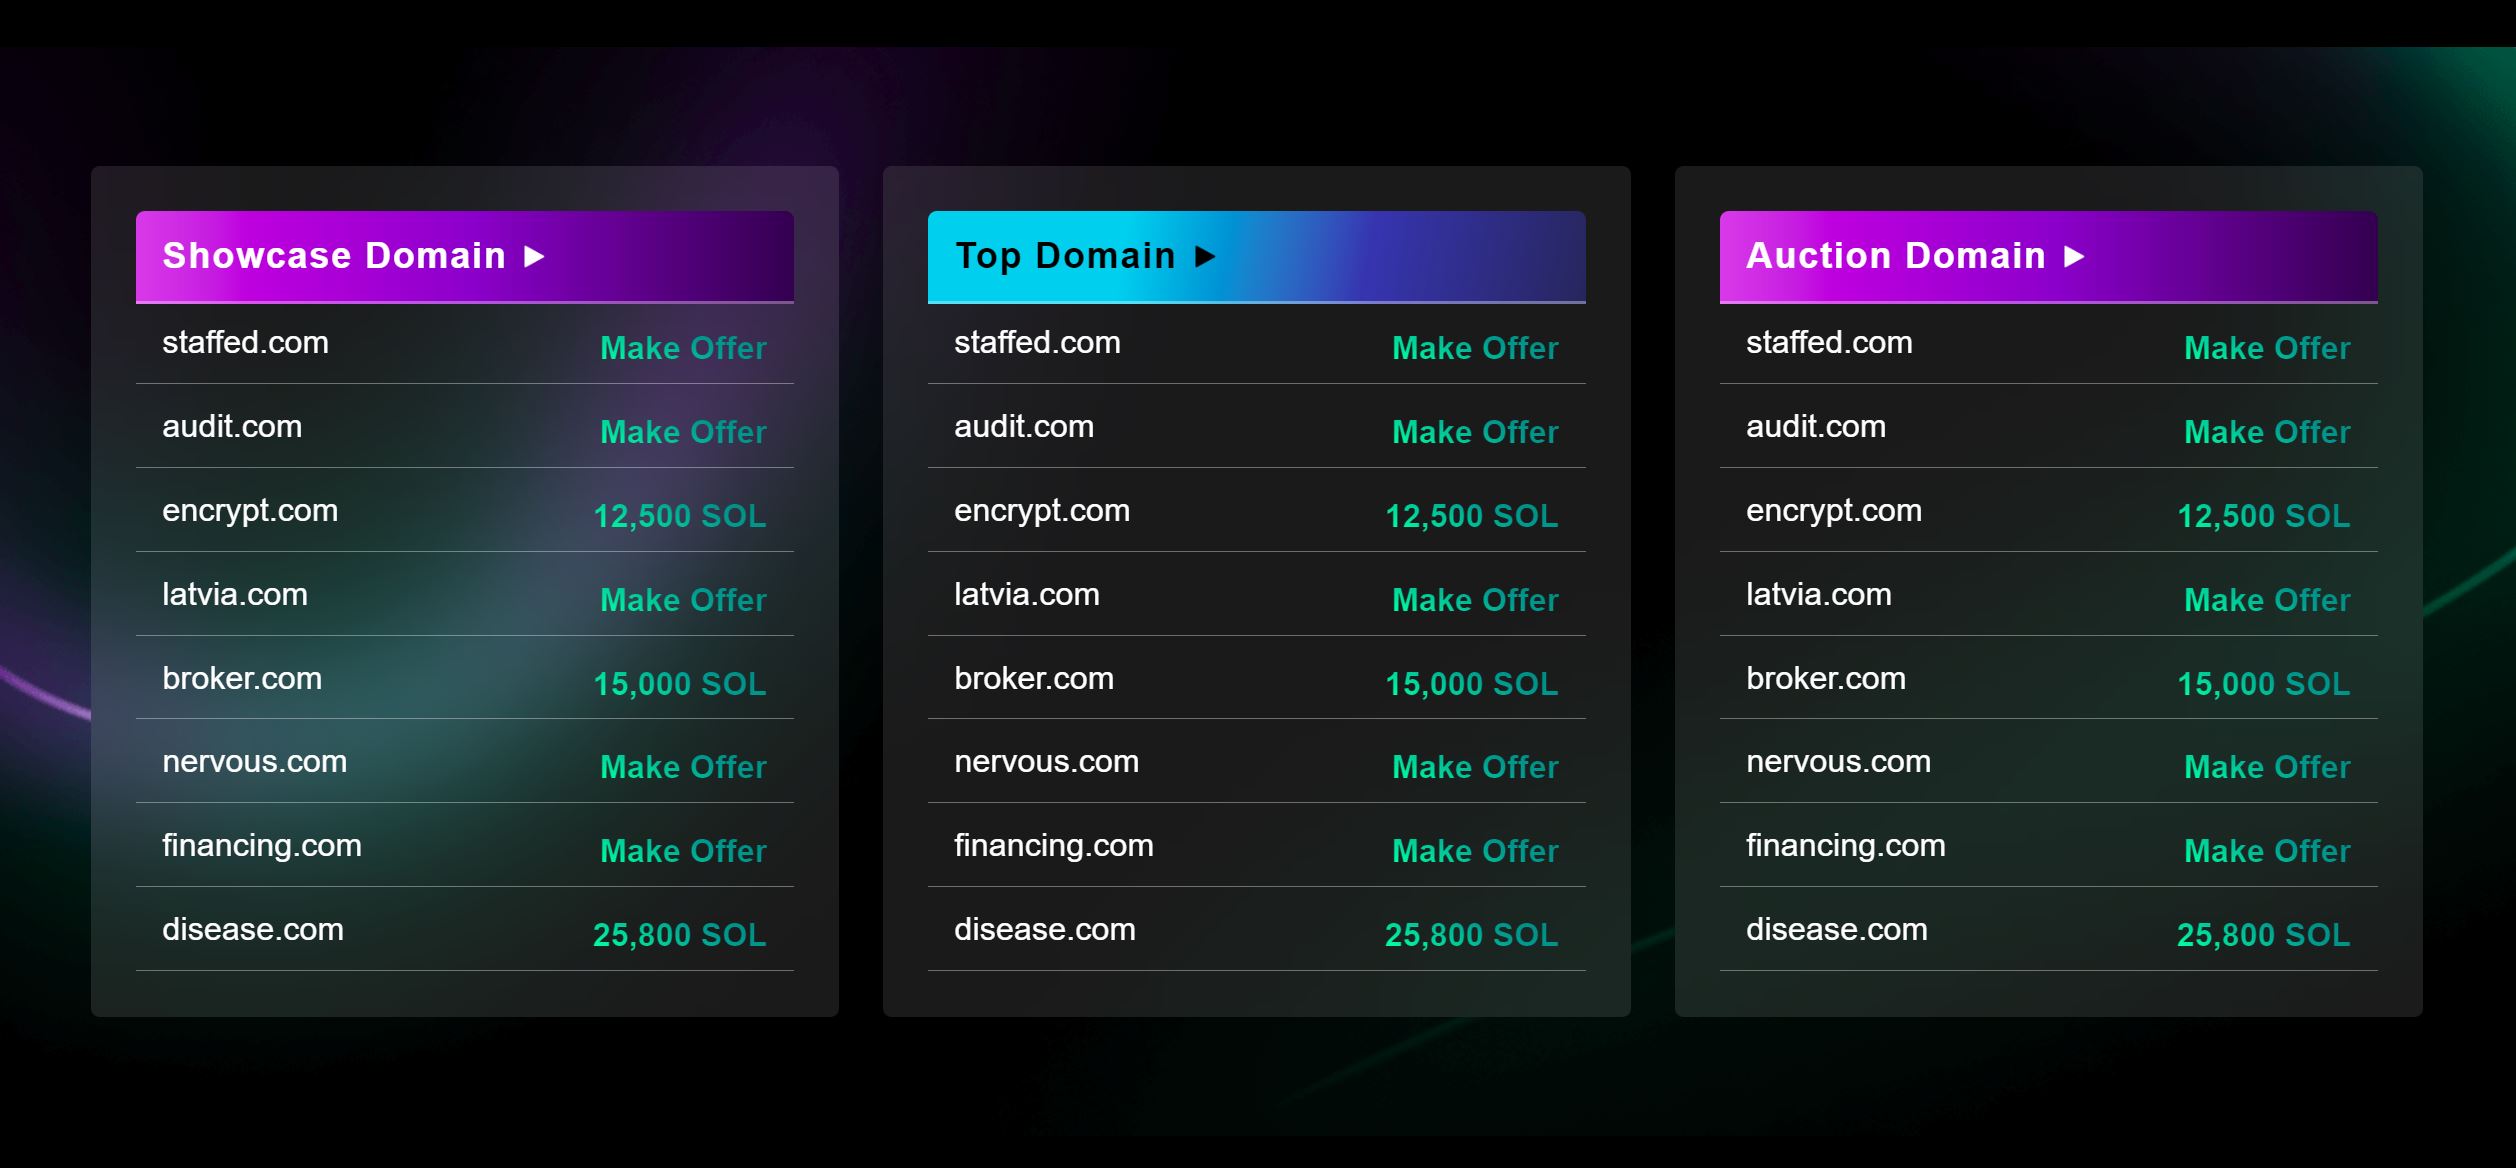 Showcase Domain ▶
staffed.com Make Offer
audit.com Make Offer
encrypt.com 12,500 SOL
latvia.com Make Offer
broker.com 15,000 SOL
nervous.com Make Offer
financing.com Make Offer
disease.com 25,800 SOL
Top Domain ▶
staffed.com Make Offer
audit.com Make Offer
encrypt.com 12,500 SOL
latvia.com Make Offer
broker.com 15,000 SOL
nervous.com Make Offer
financing.com Make Offer
disease.com 25,800 SOL
Auction Domain ▶
staffed.com Make Offer
audit.com Make Offer
encrypt.com 12,500 SOL
latvia.com Make Offer
broker.com 15,000 SOL
nervous.com Make Offer
financing.com Make Offer
disease.com 25,800 SOL